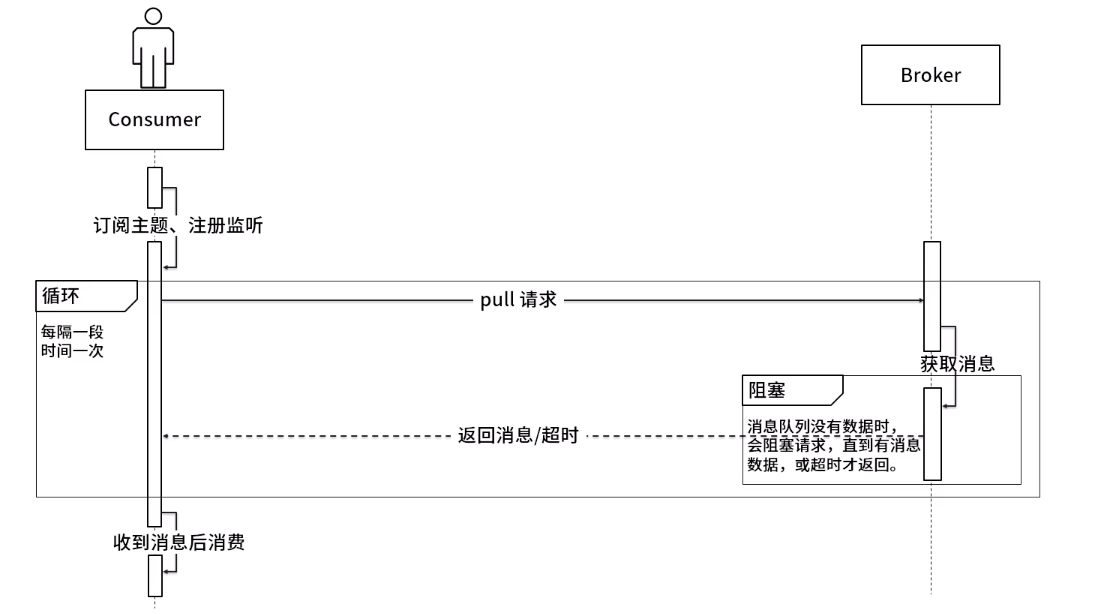 Broker
Consumer
订阅主题、注册监听
循环
pull 请求
每隔一段
时间一次
获取消息
阻塞
消息队列没有数据时，
会阻塞请求，直到有消息
数据，或超时才返回。
返回消息/超时
收到消息后消费